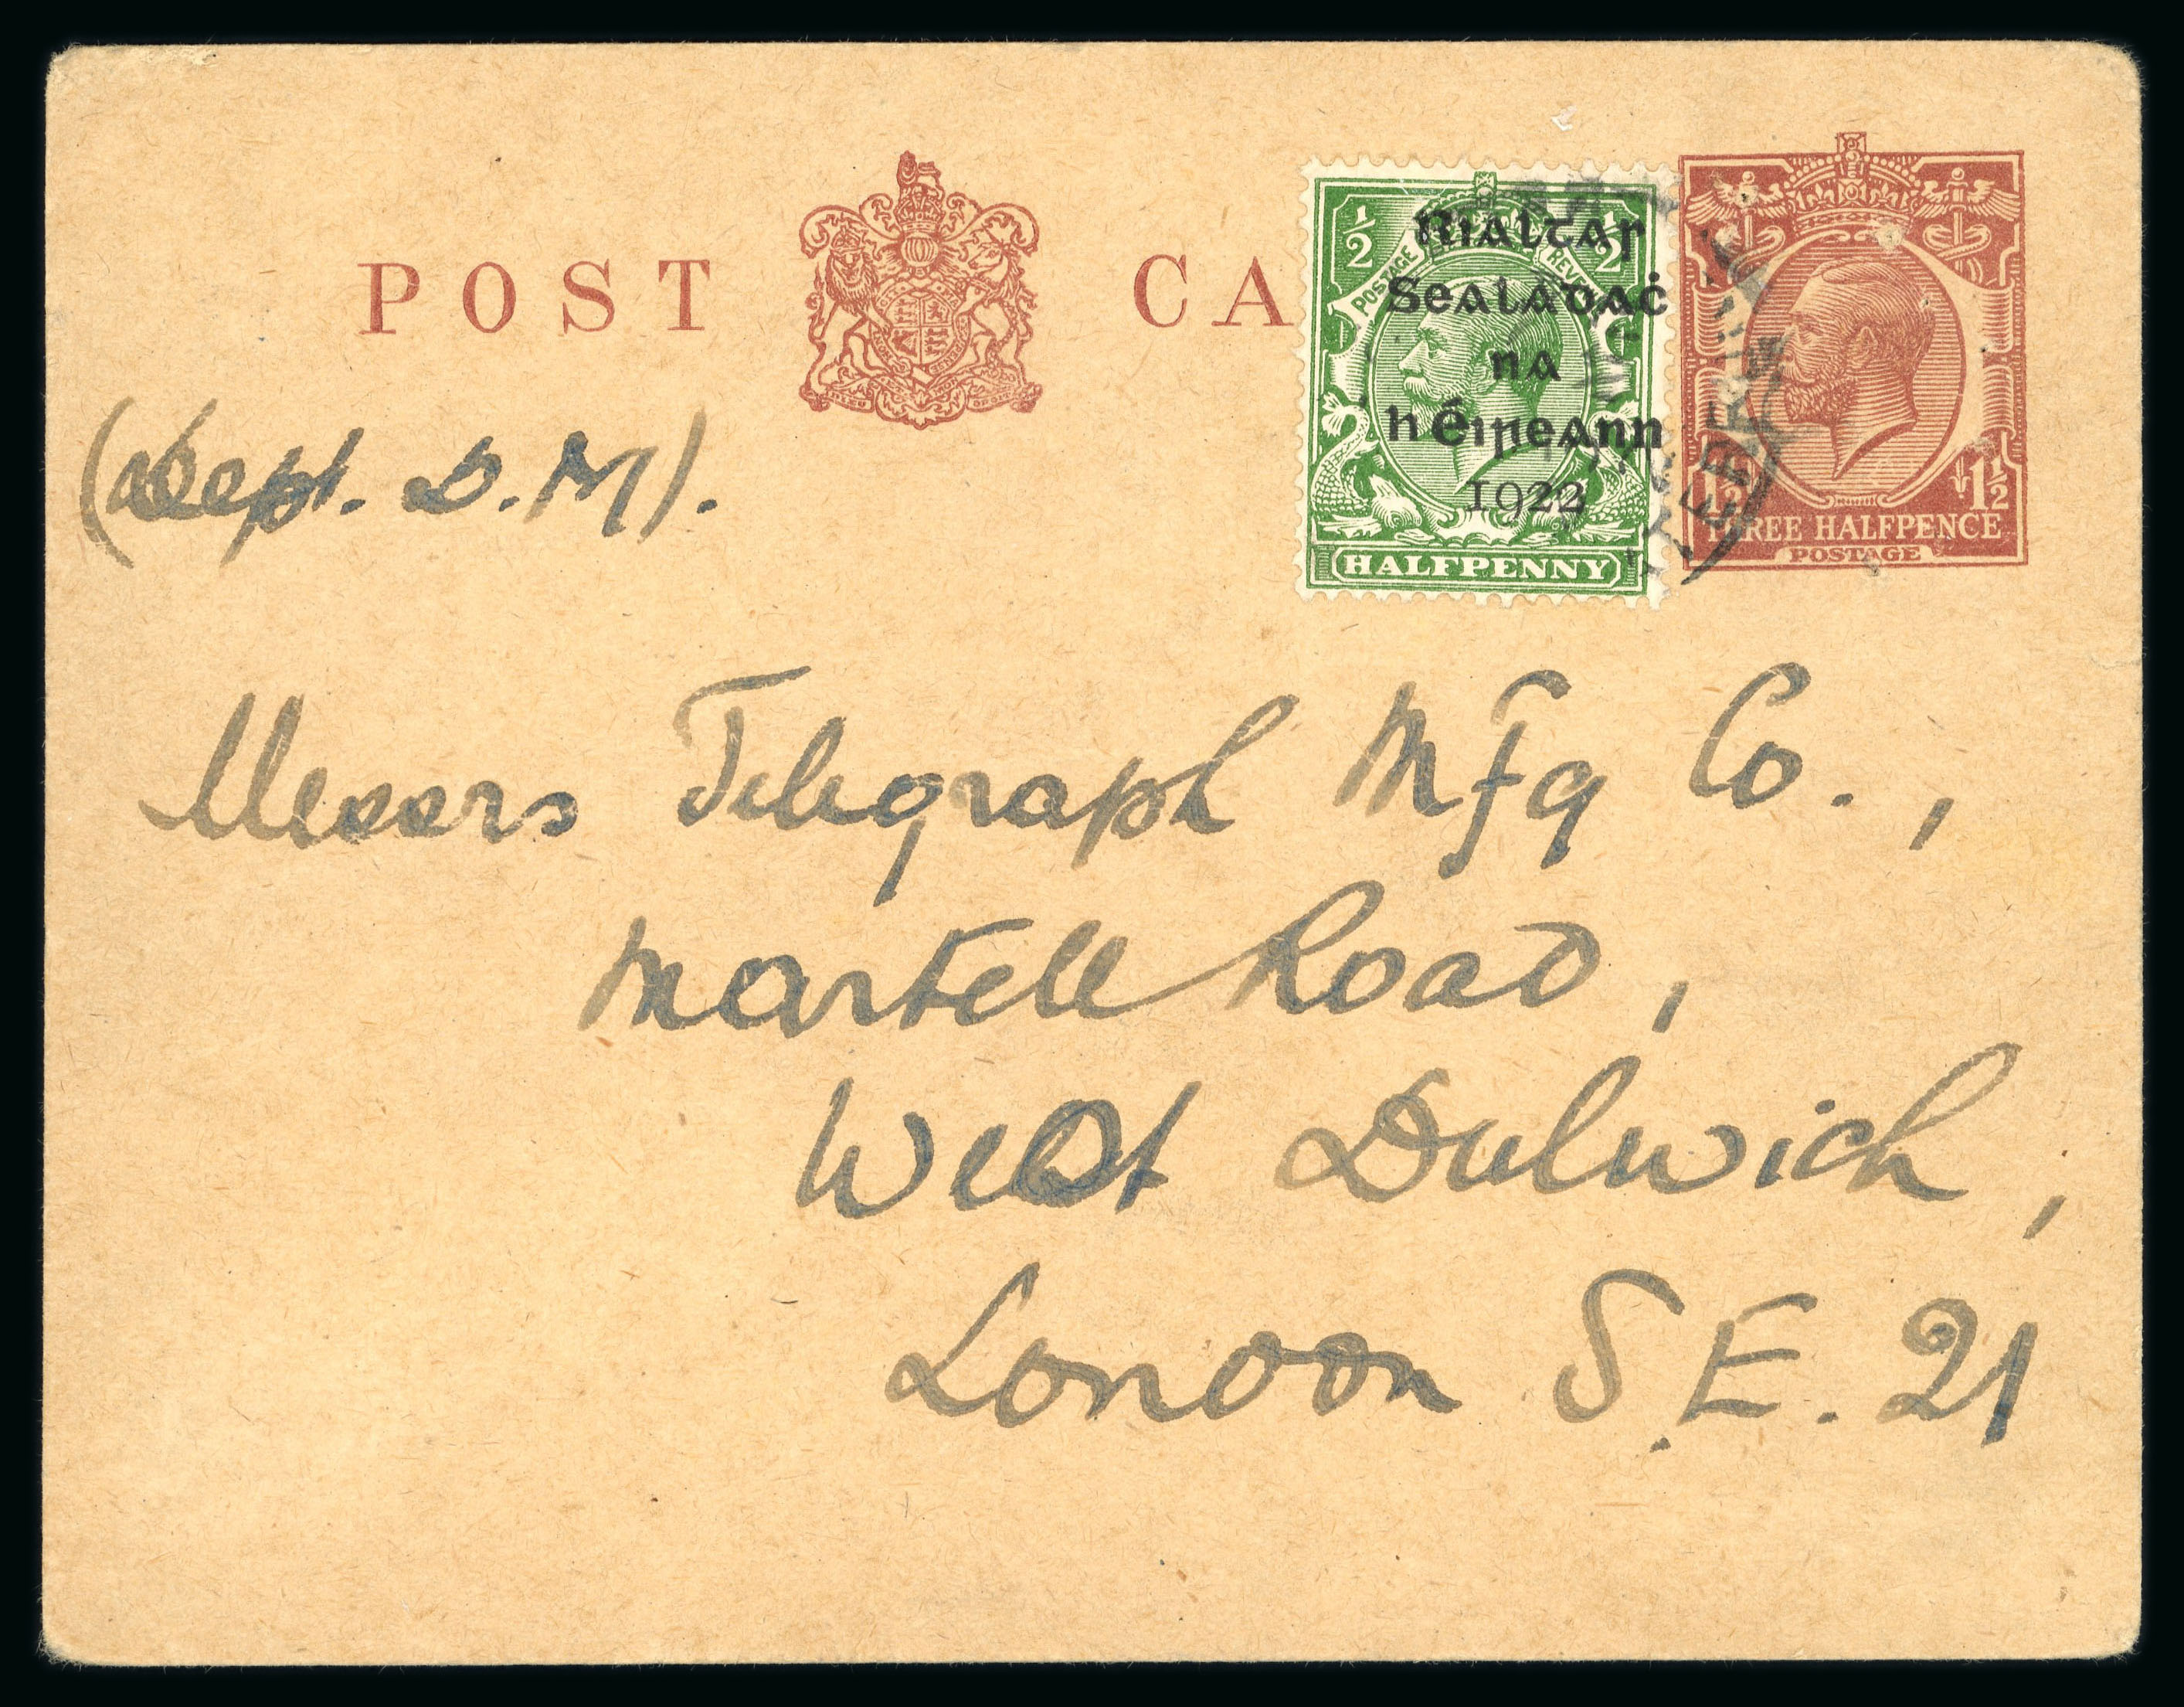 POST CA
½ ½
POSTAGE REVENUE
Rialtas
Sealadaċ
na
hÉireann
1922
HALFPENNY
1½ 1½
THREE HALFPENCE
POSTAGE
(Dept. D.M).
Messrs Telegraph Mfg Co.,
Martell Road,
West Dulwich,
London S.E. 21